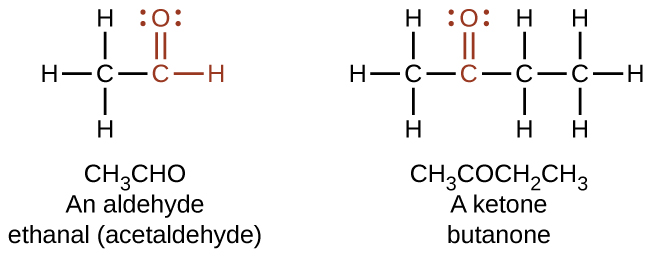 H :O: H :O: H H
H C C H H C C C C H
H H H H
CH₃CHO CH₃COCH₂CH₃
An aldehyde A ketone
ethanal (acetaldehyde) butanone